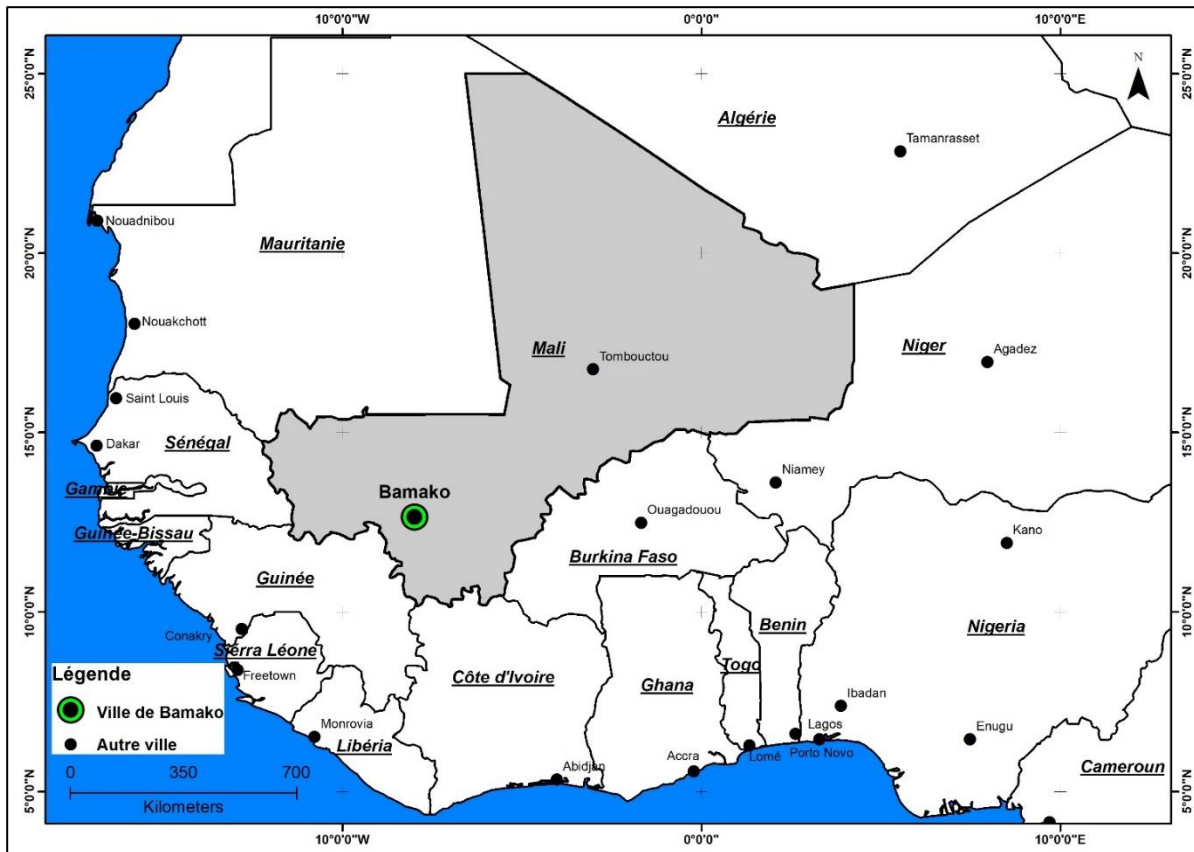 10°0'0"W
0°0'0"
10°0'0"E
25°0'0"N
25°0'0"N
N
Algérie
Tamanrasset
Nouadnibou
Mauritanie
20°0'0"N
20°0'0"N
Nouakchott
Mali
Tombouctou
Niger
Agadez
Saint Louis
Dakar
Sénégal
15°0'0"N
15°0'0"N
Gambie
Niamey
Bamako
Guinée-Bissau
Ouagadouou
Kano
Burkina Faso
Guinée
10°0'0"N
10°0'0"N
Conakry
Benin
Nigeria
Sierra Léone
Togo
Freetown
Côte d'Ivoire
Ghana
Légende
Ville de Bamako
Autre ville
Ibadan
Monrovia
Libéria
Lagos
Enugu
Lomé
Porto Novo
Accra
Cameroun
Abidjan
0
350
700
Kilometers
5°0'0"N
5°0'0"N
10°0'0"W
0°0'0"
10°0'0"E